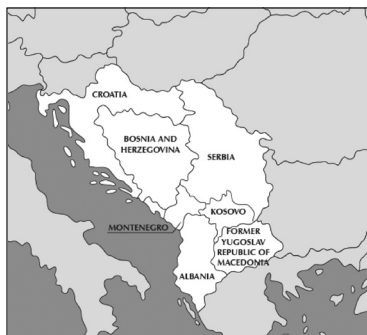 CROATIA
BOSNIA AND
HERZEGOVINA
SERBIA
KOSOVO
MONTENEGRO
FORMER
YUGOSLAV
REPUBLIC OF
MACEDONIA
ALBANIA